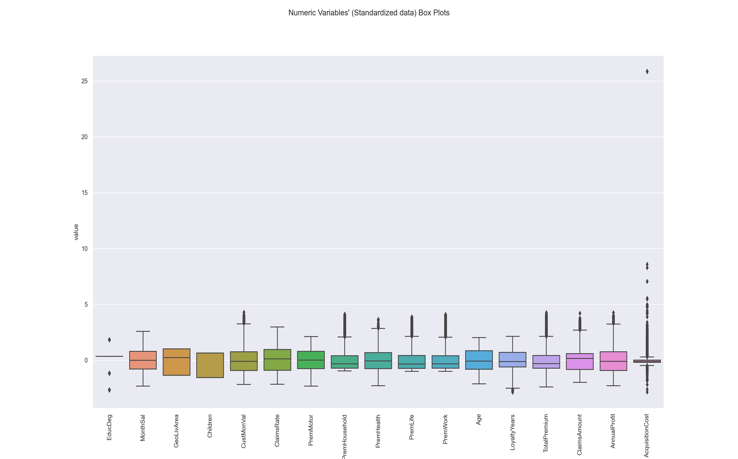 Numeric Variables' (Standardized data) Box Plots
25
20
15
10
5
0
value
EducDeg
MonthSal
GeoLivArea
Children
CustMonVal
ClaimsRate
PremMotor
PremHousehold
PremHealth
PremLife
PremWork
Age
LoyaltyYears
TotalPremium
ClaimsAmount
AnnualProfit
AcquisitionCost